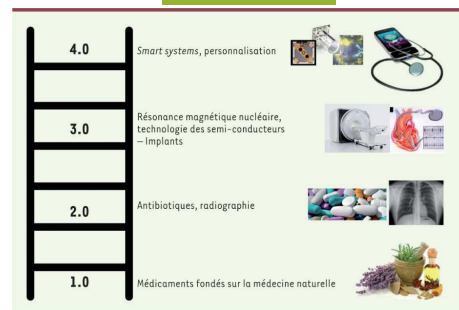 4.0
Smart systems, personnalisation
3.0
Résonance magnétique nucléaire,
technologie des semi-conducteurs
– Implants
2.0
Antibiotiques, radiographie
1.0
Médicaments fondés sur la médecine naturelle